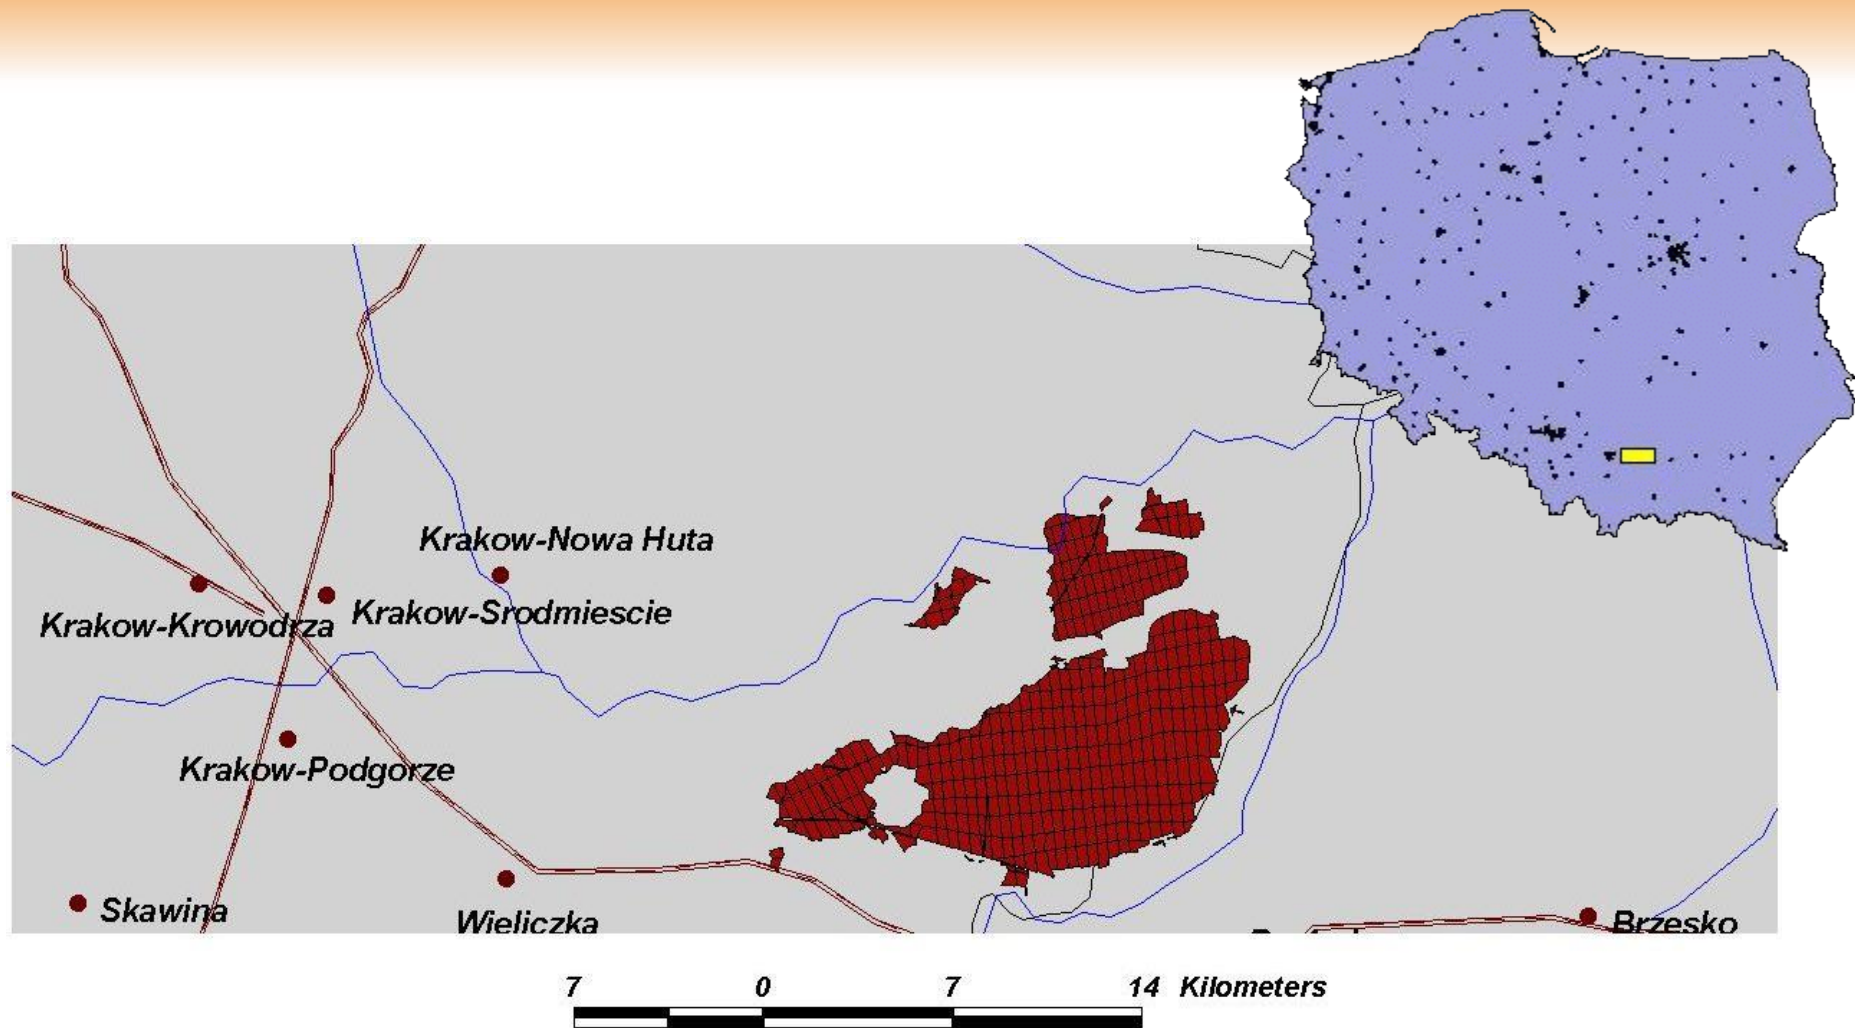 Krakow-Nowa Huta
Krakow-Srodmiescie
Krakow-Krowodrza
Krakow-Podgorze
Skawina
Wieliczka
Brzesko
7 0 7 14 Kilometers